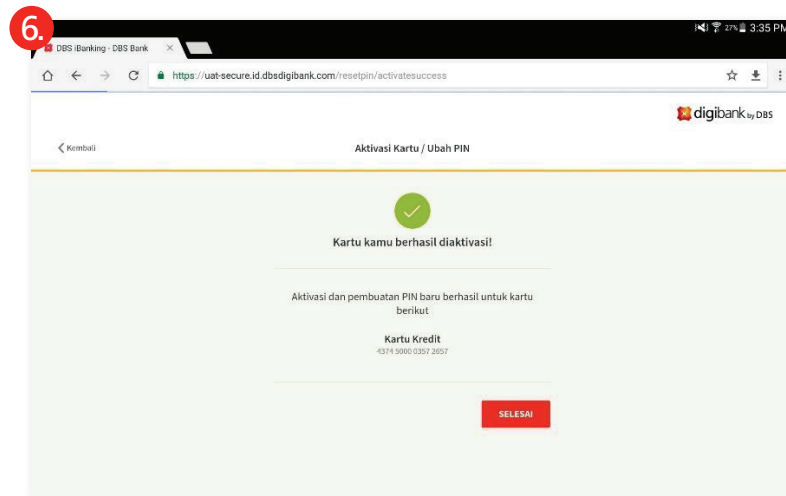 6.
27% 3:35 PM
DBS iBanking - DBS Bank ×
https://uat-secure.id.dbsdigibank.com/resetpin/activatesuccess
digibank by DBS
Kembali
Aktivasi Kartu / Ubah PIN
Kartu kamu berhasil diaktivasi!
Aktivasi dan pembuatan PIN baru berhasil untuk kartu
berikut
Kartu Kredit
4374 5000 0357 2657
SELESAI